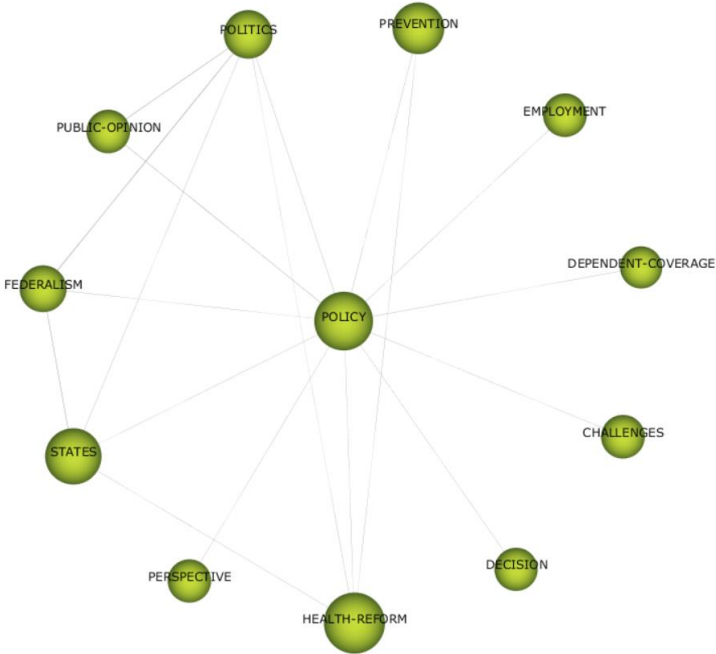 POLITICS
PREVENTION
EMPLOYMENT
PUBLIC-OPINION
DEPENDENT-COVERAGE
FEDERALISM
POLICY
CHALLENGES
STATES
DECISION
PERSPECTIVE
HEALTH-REFORM